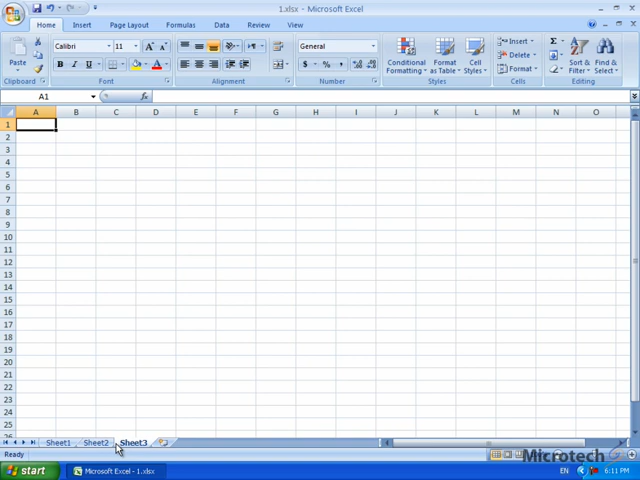 1.xlsx - Microsoft Excel
Home Insert Page Layout Formulas Data Review View
Paste
Clipboard
Calibri 11
B I U
Font
Alignment
General
$ % ,
Number
Conditional Formatting
Format as Table
Cell Styles
Styles
Insert
Delete
Format
Cells
Σ
Sort & Filter
Find & Select
Editing
A1 fx
A B C D E F G H I J K L M N O
1
2
3
4
5
6
7
8
9
10
11
12
13
14
15
16
17
18
19
20
21
22
23
24
25
26
Sheet1 Sheet2 Sheet3
Ready
Microtech
start Microsoft Excel - 1.xlsx EN 6:11 PM